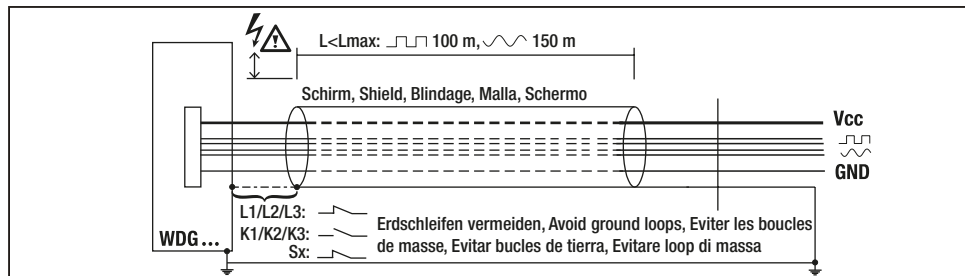 L<Lmax: 100 m, 150 m
Schirm, Shield, Blindage, Malla, Schermo
Vcc
GND
L1/L2/L3:
K1/K2/K3:
Sx:
Erdschleifen vermeiden, Avoid ground loops, Eviter les boucles
de masse, Evitar bucles de tierra, Evitare loop di massa
WDG...